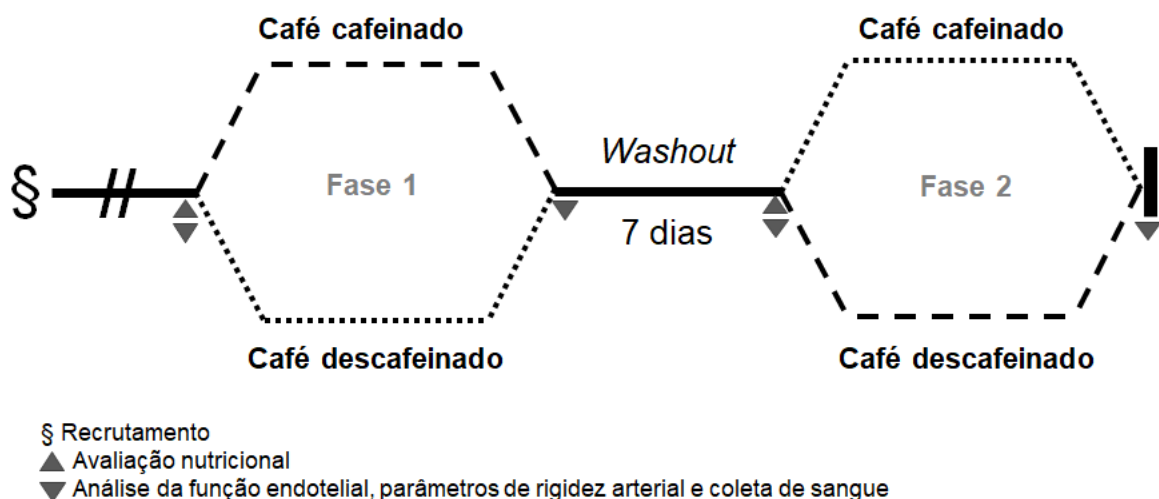 Café cafeinado
Café cafeinado
§
Fase 1
Washout
7 dias
Fase 2
Café descafeinado
Café descafeinado
§ Recrutamento
▲ Avaliação nutricional
▼ Análise da função endotelial, parâmetros de rigidez arterial e coleta de sangue